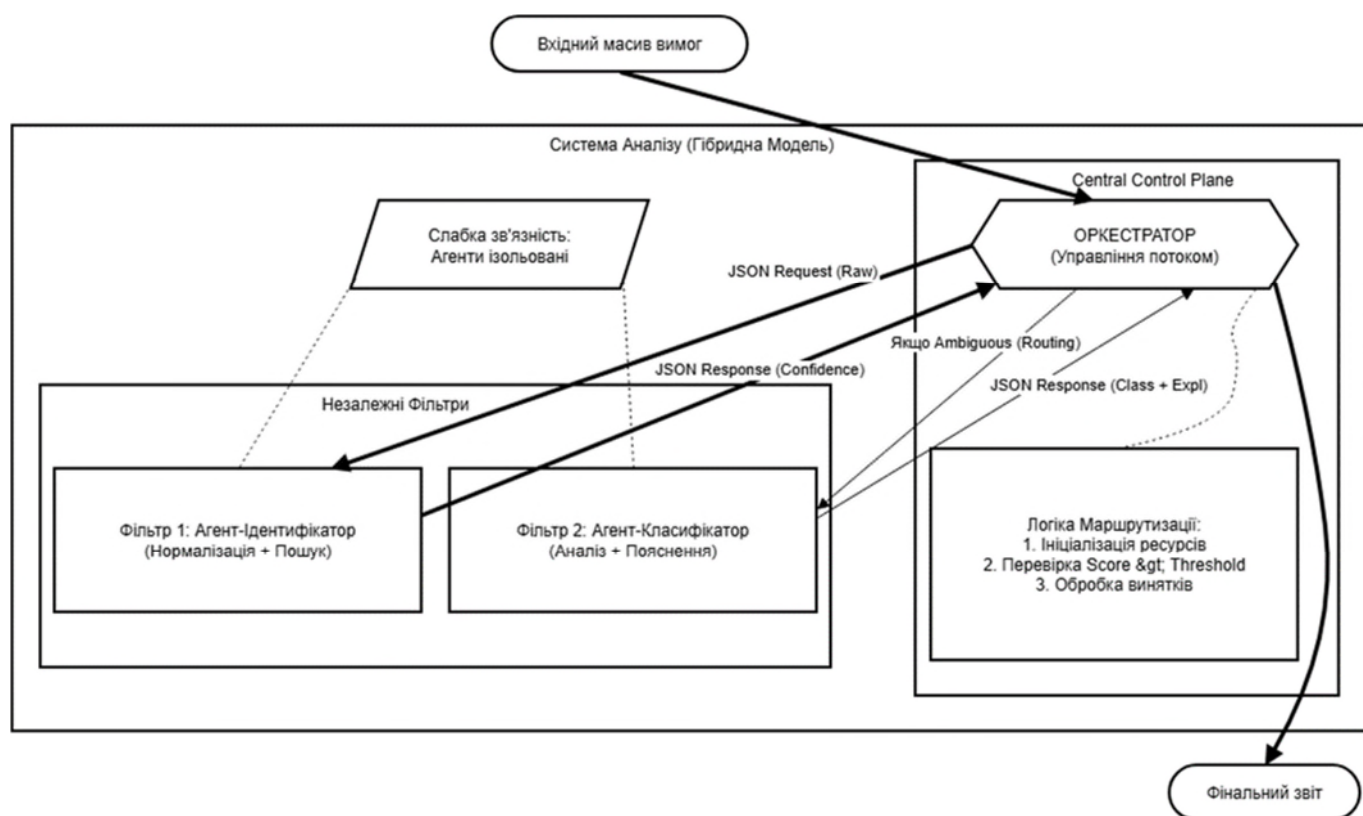 Вхідний масив вимог
Система Аналізу (Гібридна Модель)
Central Control Plane
Слабка зв'язність:
Агенти ізольовані
ОРКЕСТРАТОР
(Управління потоком)
JSON Request (Raw)
Якщо Ambiguous (Routing)
JSON Response (Confidence)
JSON Response (Class + Expl)
Незалежні Фільтри
Фільтр 1: Агент-Ідентифікатор
(Нормалізація + Пошук)
Фільтр 2: Агент-Класифікатор
(Аналіз + Пояснення)
Логіка Маршрутизації:
1. Ініціалізація ресурсів
2. Перевірка Score &gt; Threshold
3. Обробка винятків
Фінальний звіт